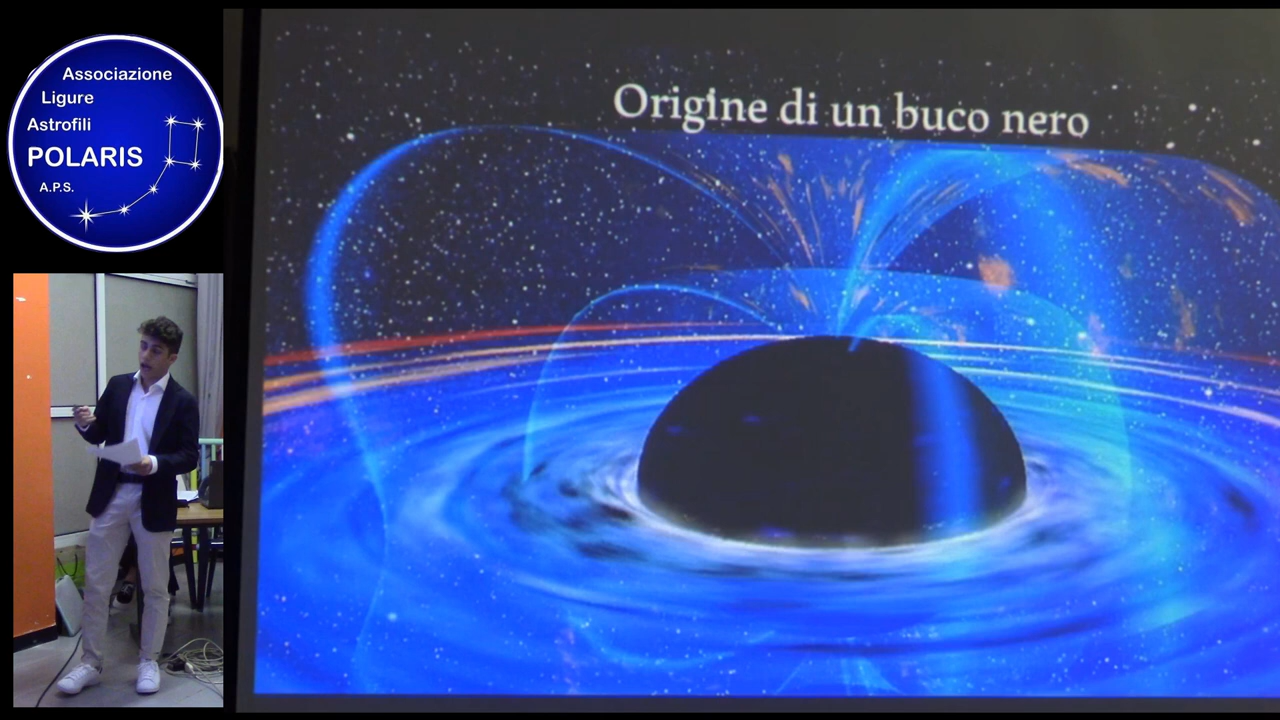 Associazione
Ligure
Astrofili
POLARIS
A.P.S.
Origine di un buco nero